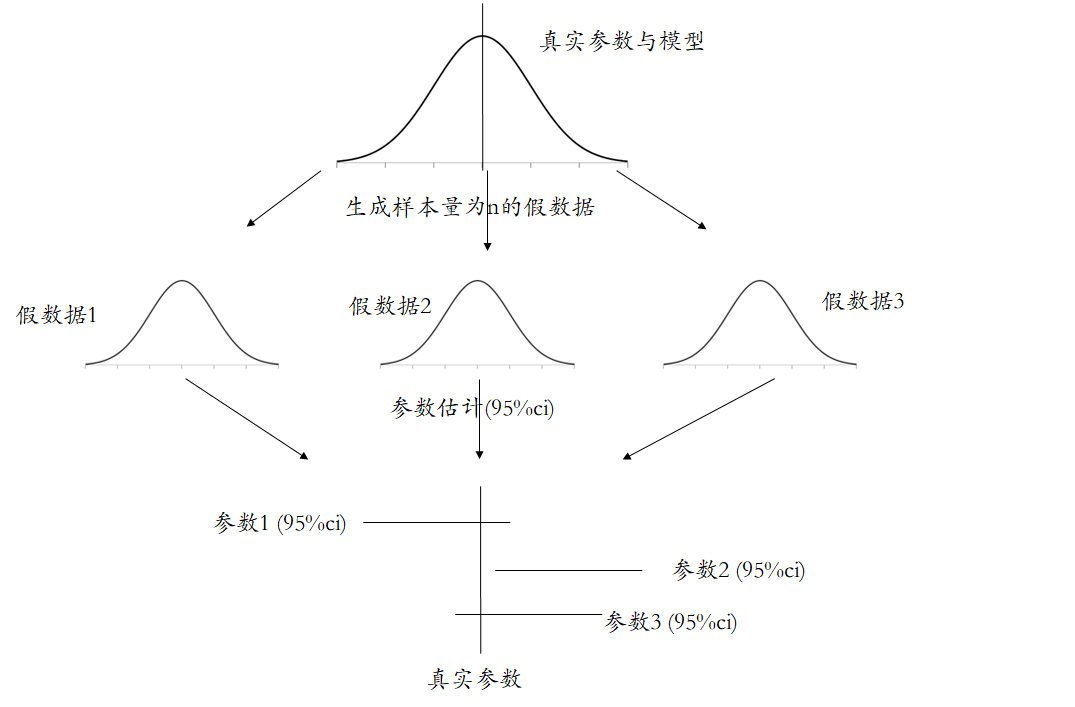 真实参数与模型
生成样本量为n的假数据
假数据1
假数据2
假数据3
参数估计(95%ci)
参数1 (95%ci)
参数2 (95%ci)
参数3 (95%ci)
真实参数